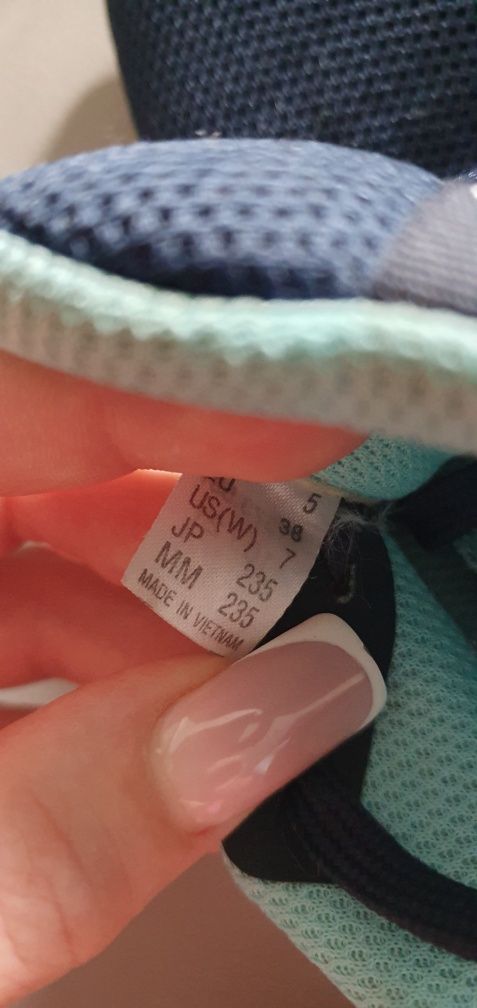 5
38
US(W) 7
JP 235
MM 235
MADE IN VIETNAM